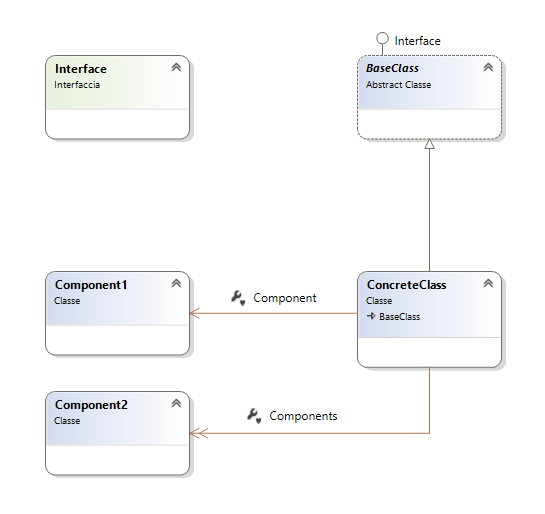 Interface
Interface
Interfaccia
BaseClass
Abstract Classe
Component1
Classe
Component
ConcreteClass
Classe
BaseClass
Component2
Classe
Components